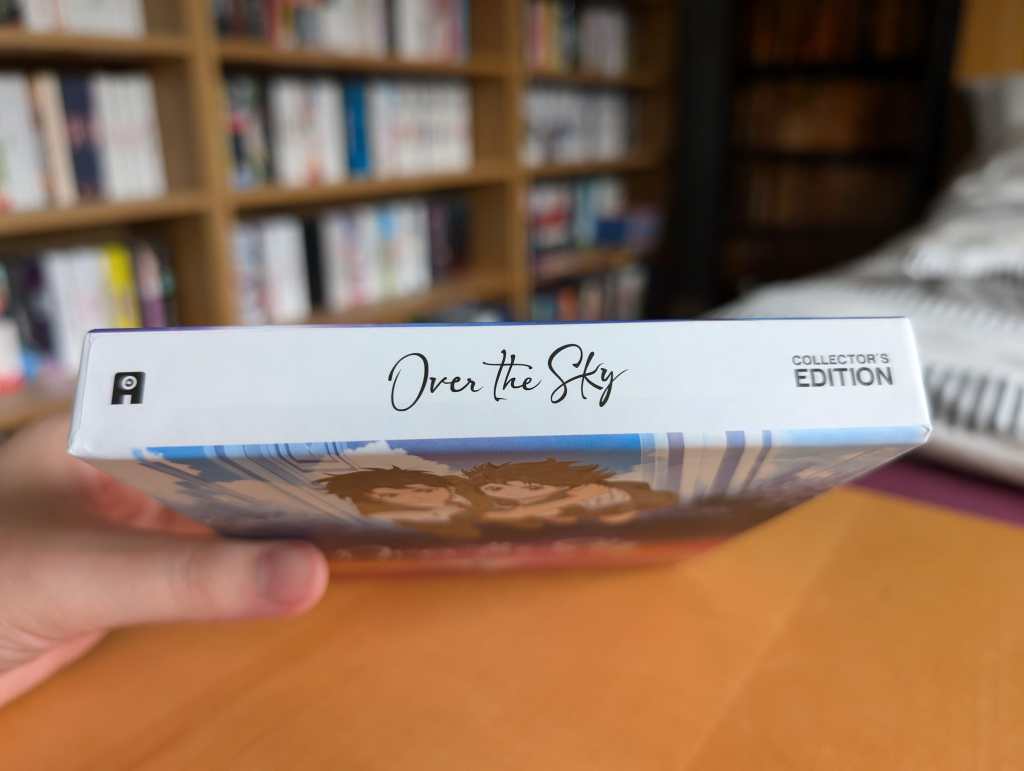 Over the Sky
COLLECTOR'S
EDITION